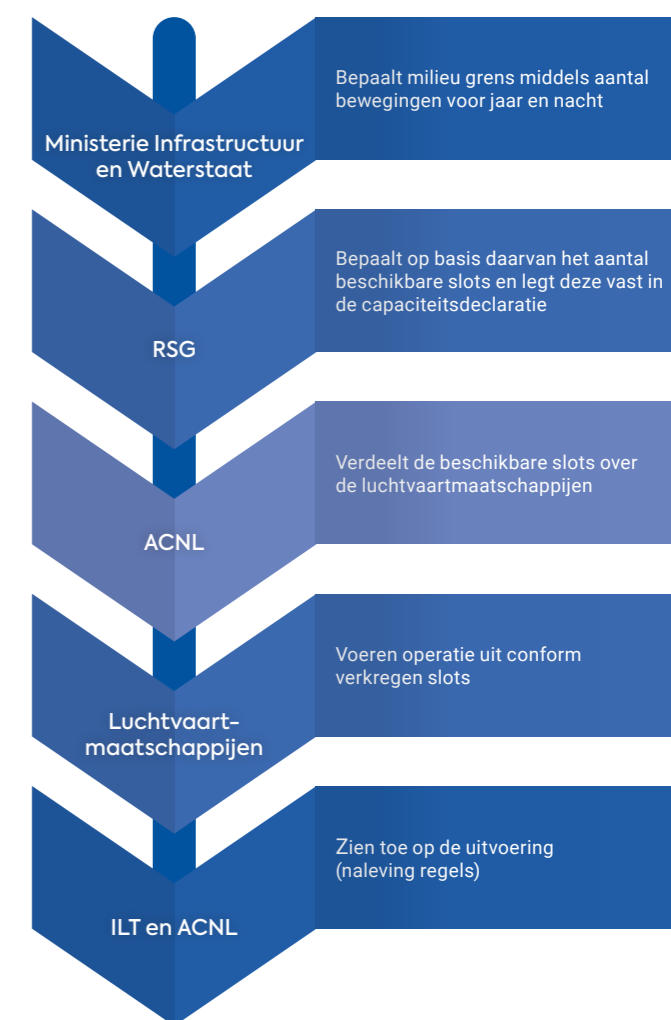 Ministerie Infrastructuur
en Waterstaat
Bepaalt milieu grens middels aantal
bewegingen voor jaar en nacht
RSG
Bepaalt op basis daarvan het aantal
beschikbare slots en legt deze vast in
de capaciteitsdeclaratie
ACNL
Verdeelt de beschikbare slots over
de luchtvaartmaatschappijen
Luchtvaart-
maatschappijen
Voeren operatie uit conform
verkregen slots
ILT en ACNL
Zien toe op de uitvoering
(naleving regels)